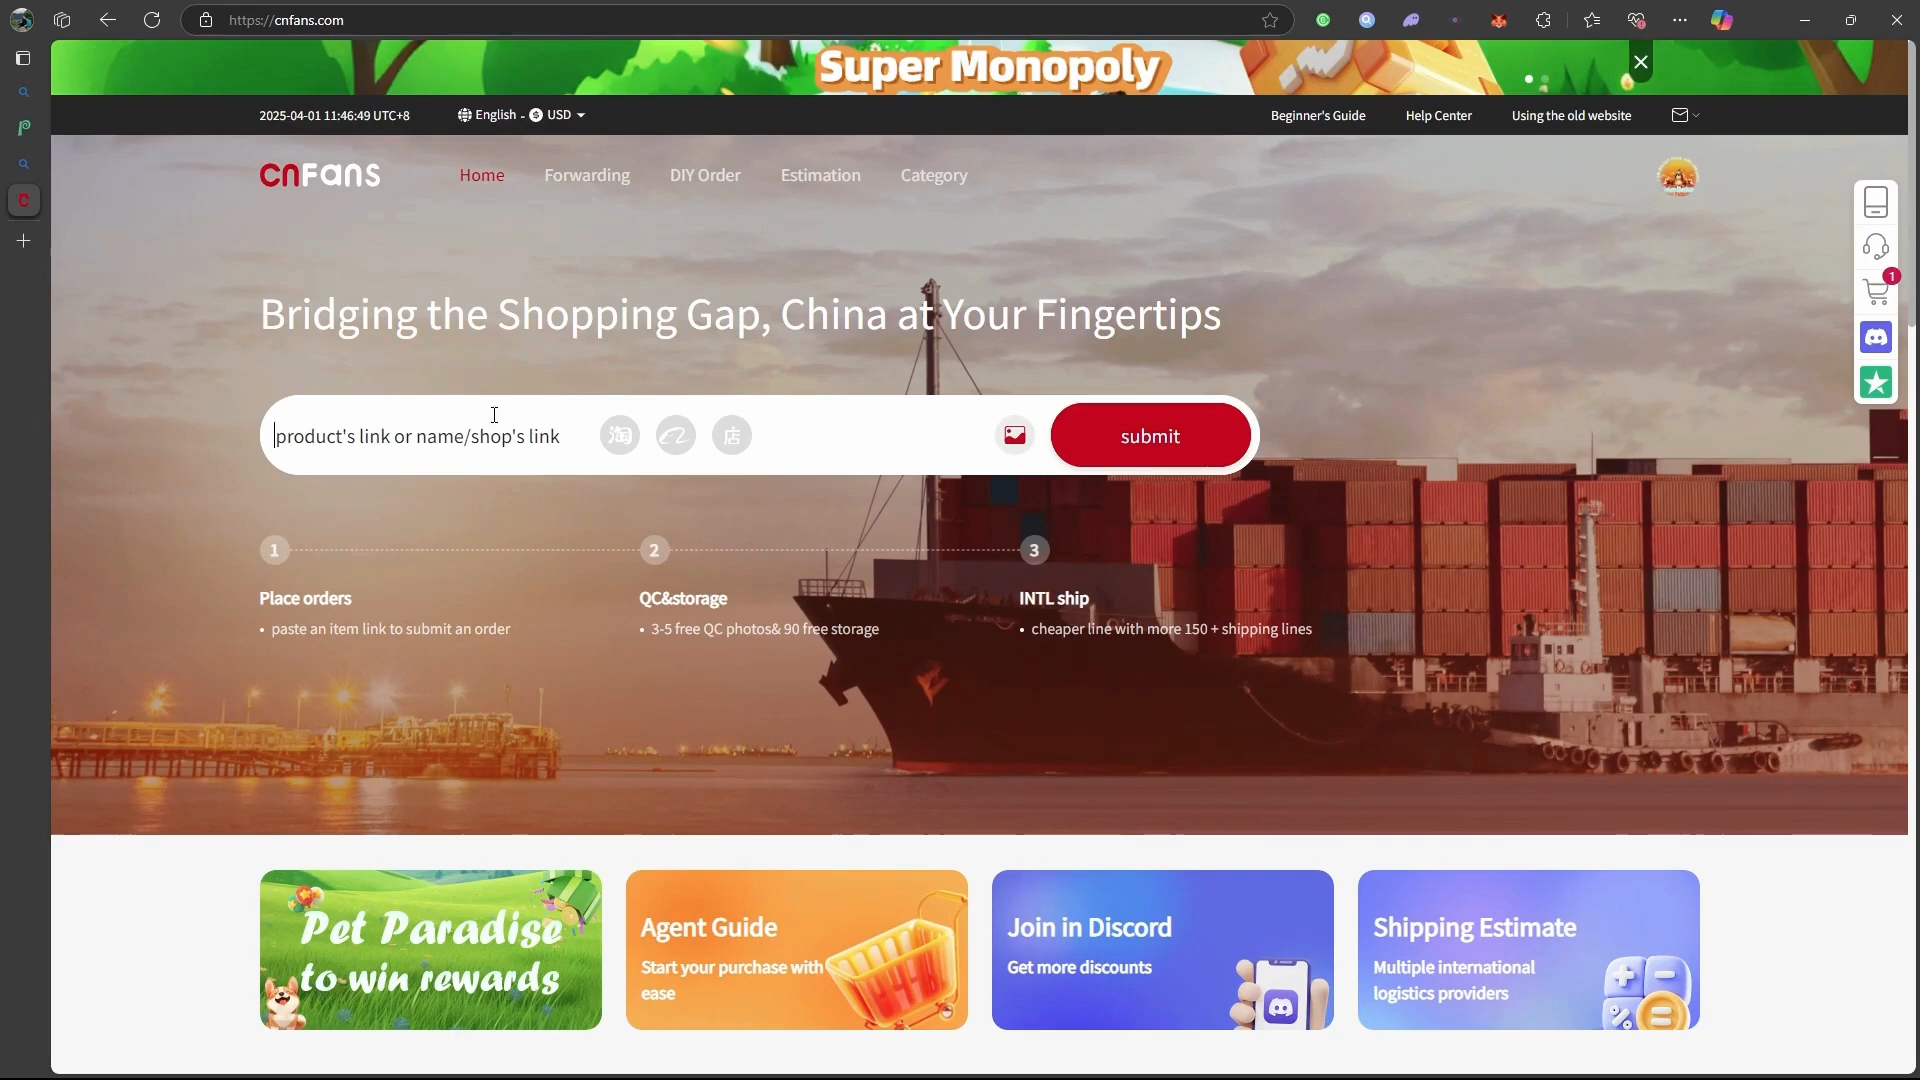 https://cnfans.com
Super Monopoly
2025-04-01 11:46:49 UTC+8
English - $ USD
Beginner's Guide
Help Center
Using the old website
CNFANS
Home
Forwarding
DIY Order
Estimation
Category
1
Bridging the Shopping Gap, China at Your Fingertips
product's link or name/shop's link
淘
店
submit
1
2
3
Place orders
QC&storage
INTL ship
• paste an item link to submit an order
• 3-5 free QC photos& 90 free storage
• cheaper line with more 150 + shipping lines
Pet Paradise
to win rewards
Agent Guide
Start your purchase with
ease
Join in Discord
Get more discounts
Shipping Estimate
Multiple international
logistics providers